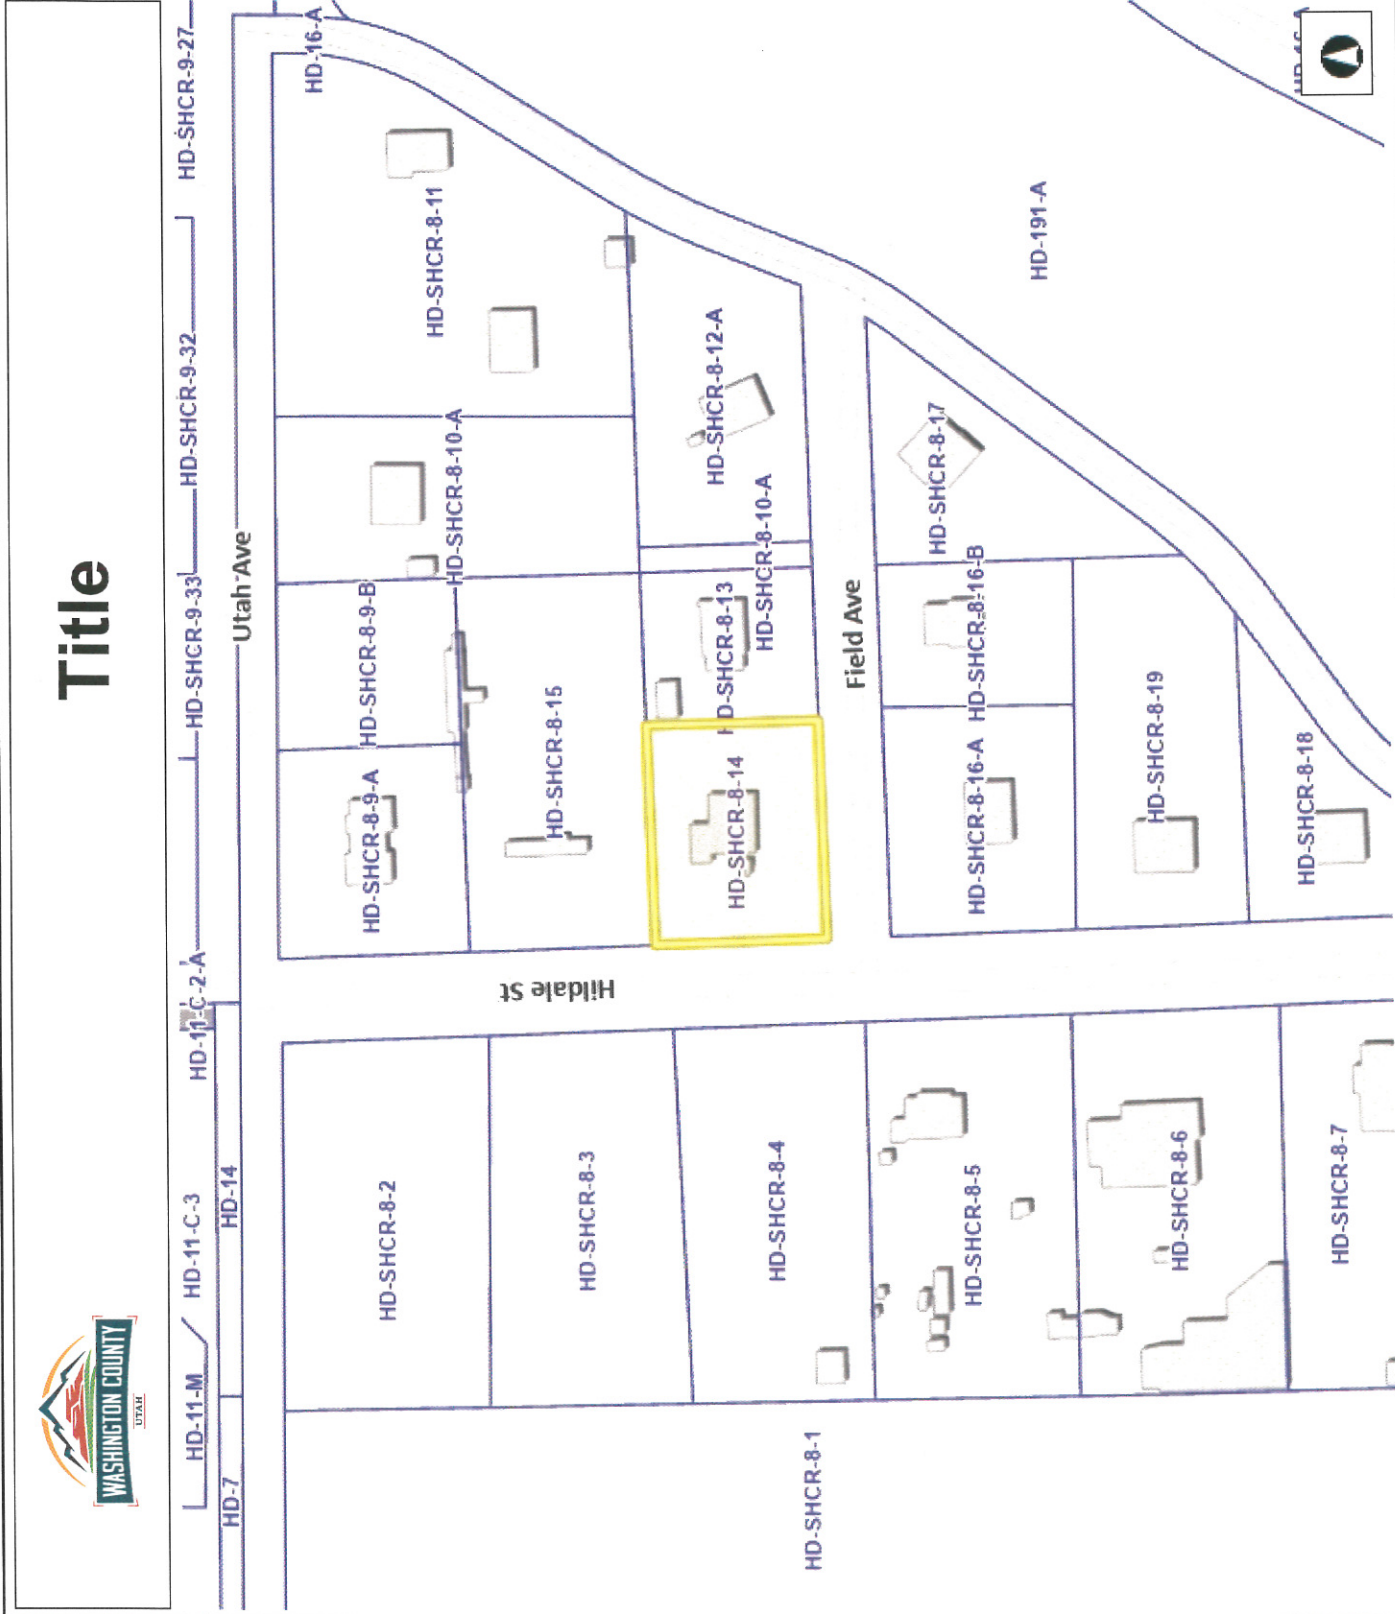 Title
WASHINGTON COUNTY
UTAH
HD-7
HD-11-M
HD-14
HD-11-C-3
HD-11-C-2-A
HD-SHCR-9-33
HD-SHCR-9-32
HD-SHCR-9-27
Utah Ave
HD-16-A
HD-SHCR-8-2
HD-SHCR-8-9-A
HD-SHCR-8-9-B
HD-SHCR-8-10-A
HD-SHCR-8-11
HD-SHCR-8-3
Hildale St
HD-SHCR-8-15
HD-SHCR-8-4
HD-SHCR-8-14
HD-SHCR-8-13
HD-SHCR-8-10-A
HD-SHCR-8-12-A
HD-SHCR-8-1
Field Ave
HD-SHCR-8-5
HD-SHCR-8-16-A
HD-SHCR-8-16-B
HD-SHCR-8-17
HD-191-A
HD-SHCR-8-6
HD-SHCR-8-19
HD-SHCR-8-7
HD-SHCR-8-18
HD-16-A